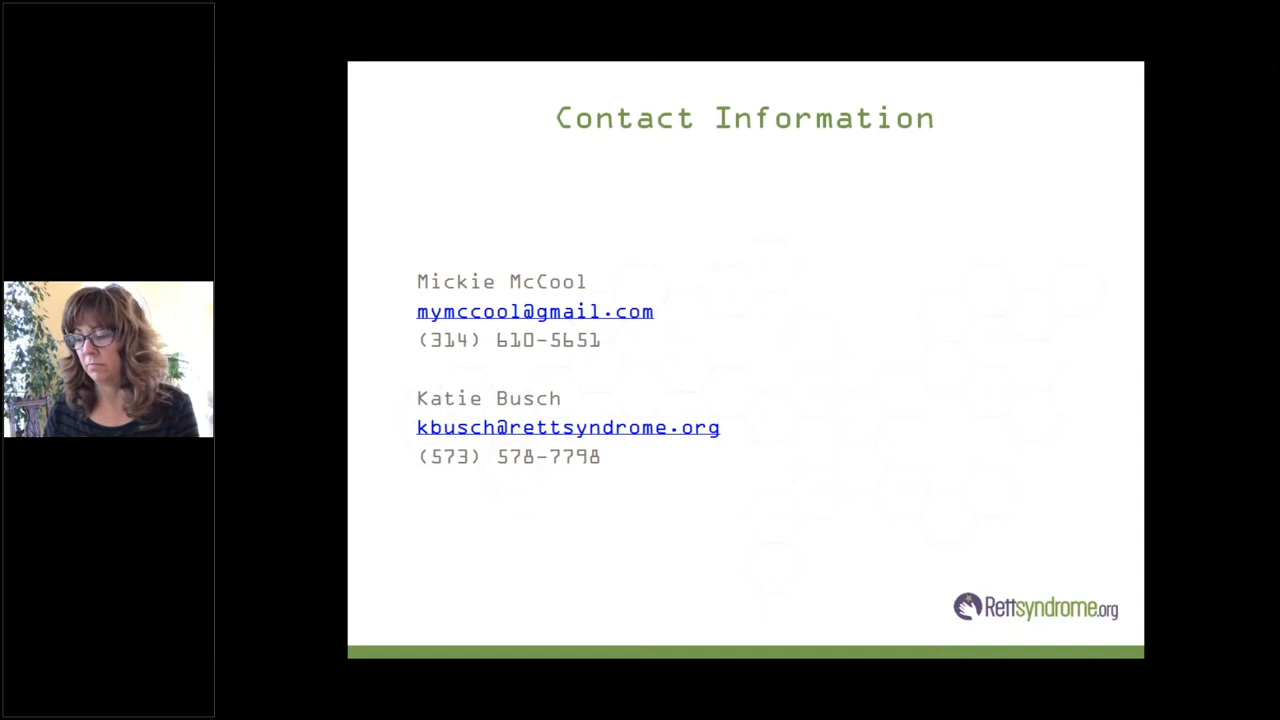 Contact Information
Mickie McCool
mymccool@gmail.com
(314) 610-5651
Katie Busch
kbusch@rettsyndrome.org
(573) 578-7798
Rettsyndrome.org